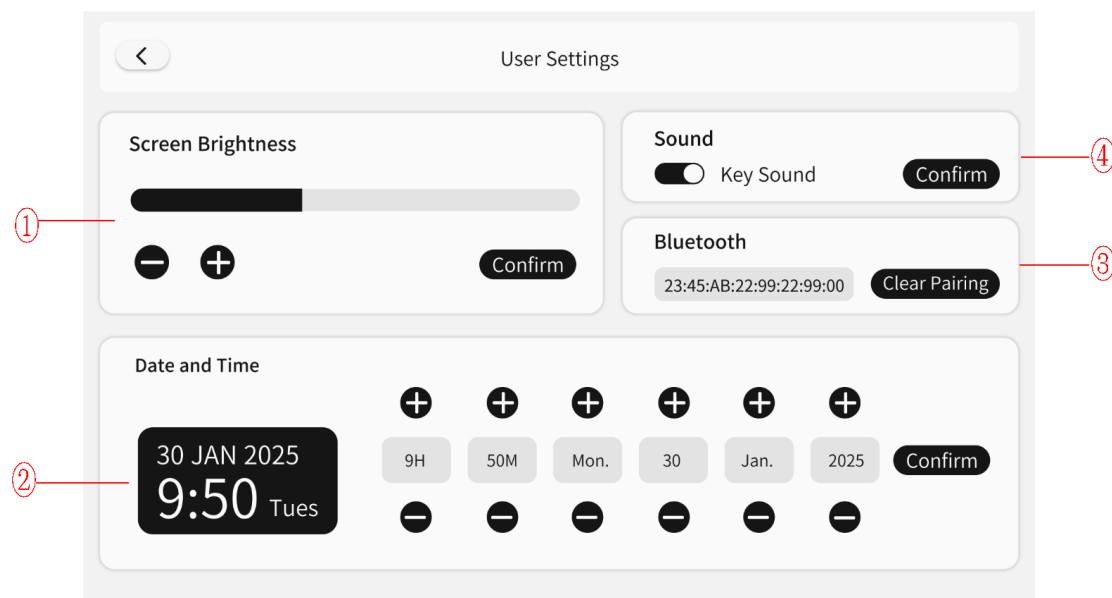 User Settings
Screen Brightness
①
Confirm
Sound
Key Sound
Confirm
④
Bluetooth
23:45:AB:22:99:22:99:00
Clear Pairing
③
Date and Time
②
30 JAN 2025
9:50 Tues
9H
50M
Mon.
30
Jan.
2025
Confirm